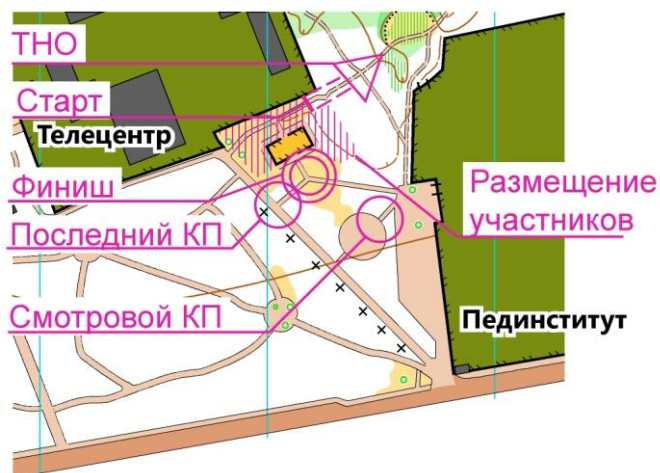 ТНО
Старт
Телецентр
Финиш
Размещение
участников
Последний КП
Смотровой КП
Пединститут